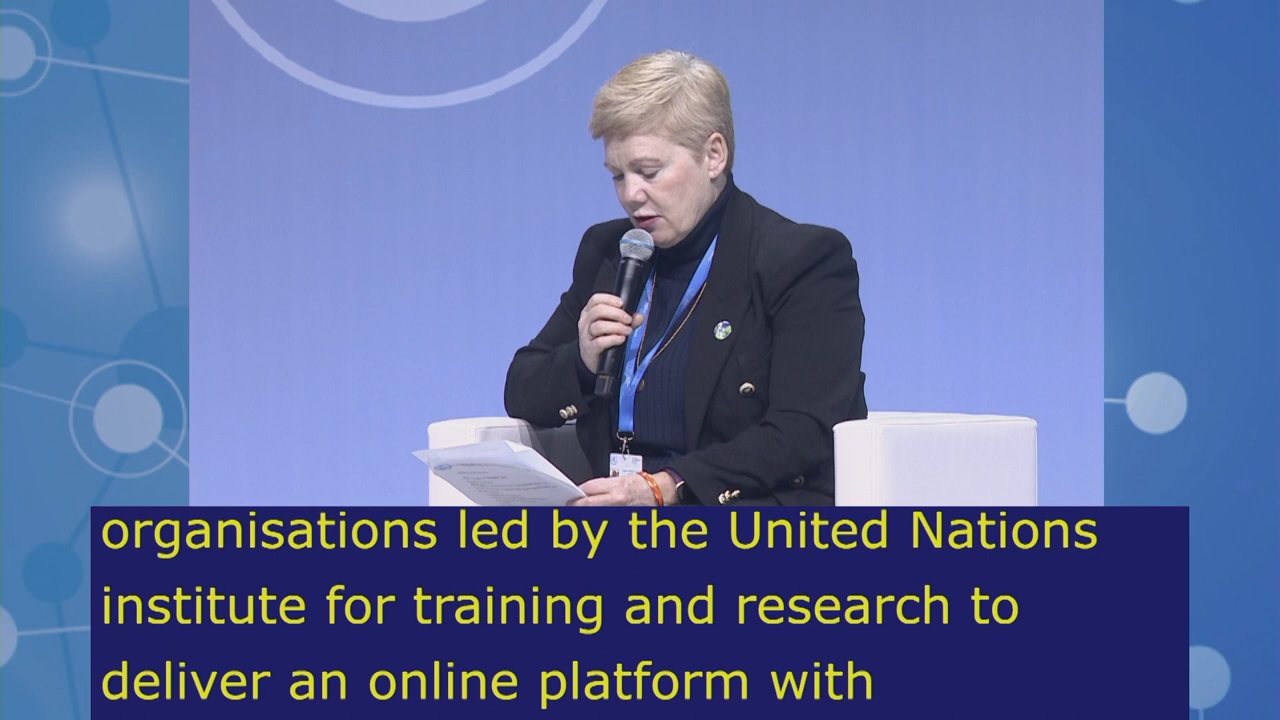 organisations led by the United Nations
institute for training and research to
deliver an online platform with